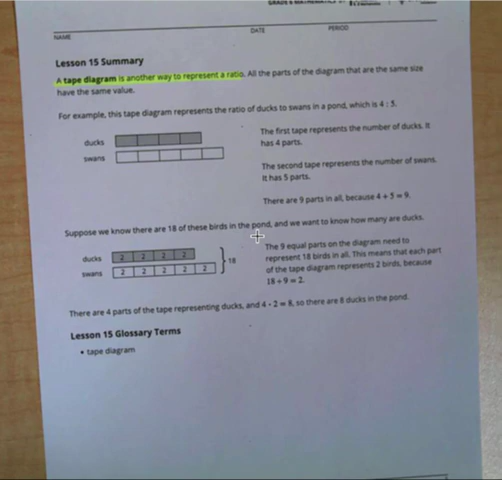 GRADE 6 MATHEMATICS
NAME DATE PERIOD
Lesson 15 Summary
A tape diagram is another way to represent a ratio. All the parts of the diagram that are the same size
have the same value.
For example, this tape diagram represents the ratio of ducks to swans in a pond, which is 4 : 5.
ducks
swans
The first tape represents the number of ducks. It
has 4 parts.
The second tape represents the number of swans.
It has 5 parts.
There are 9 parts in all, because 4 + 5 = 9.
Suppose we know there are 18 of these birds in the pond, and we want to know how many are ducks.
ducks 2 2 2 2
swans 2 2 2 2 2
18
The 9 equal parts on the diagram need to
represent 18 birds in all. This means that each part
of the tape diagram represents 2 birds, because
18 ÷ 9 = 2.
There are 4 parts of the tape representing ducks, and 4 · 2 = 8, so there are 8 ducks in the pond.
Lesson 15 Glossary Terms
• tape diagram